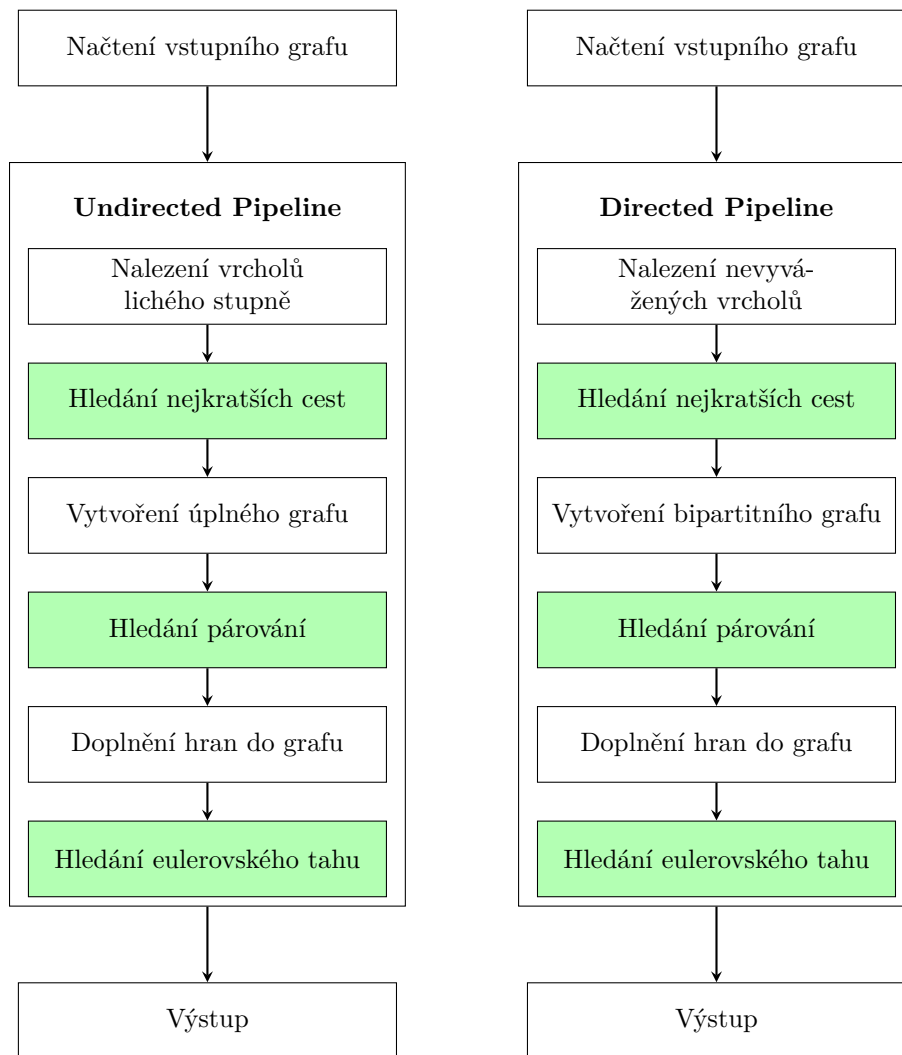 Načtení vstupního grafu
Undirected Pipeline
Nalezení vrcholů
lichého stupně
Hledání nejkratších cest
Vytvoření úplného grafu
Hledání párování
Doplnění hran do grafu
Hledání eulerovského tahu
Výstup
Načtení vstupního grafu
Directed Pipeline
Nalezení nevyvá-
žených vrcholů
Hledání nejkratších cest
Vytvoření bipartitního grafu
Hledání párování
Doplnění hran do grafu
Hledání eulerovského tahu
Výstup